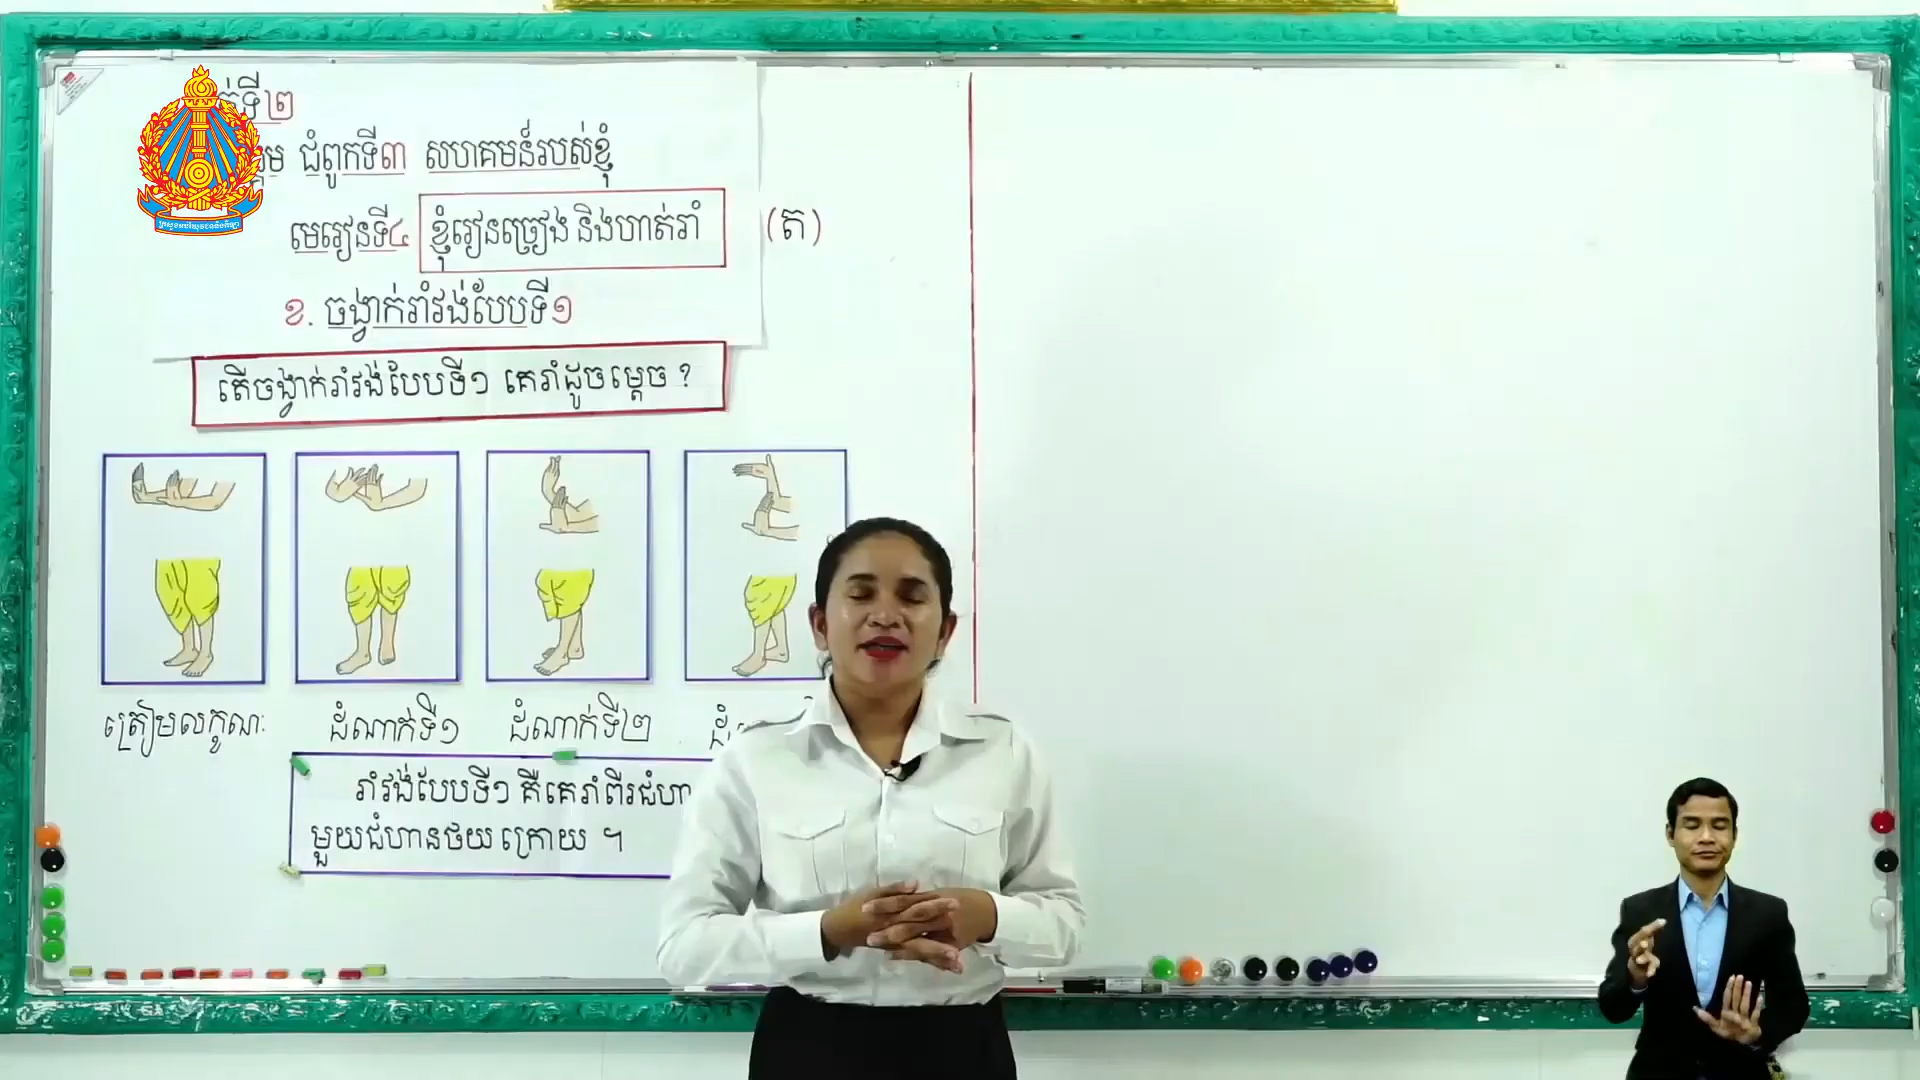 ទី២
ជំពូកទី៣ សហគមន៍របស់ខ្ញុំ
មេរៀនទី៤ ខ្ញុំរៀនច្រៀង និងហាត់រាំ (ត)
ខ. ចង្វាក់រាំវង់បែបទី១
តើចង្វាក់រាំវង់បែបទី១ គេរាំដូចម្ដេច ?
ត្រៀមលក្ខណៈ ដំណាក់ទី១ ដំណាក់ទី២
រាំវង់បែបទី១ គឺគេរាំពីរជំហា
មួយជំហានថយ ក្រោយ ។